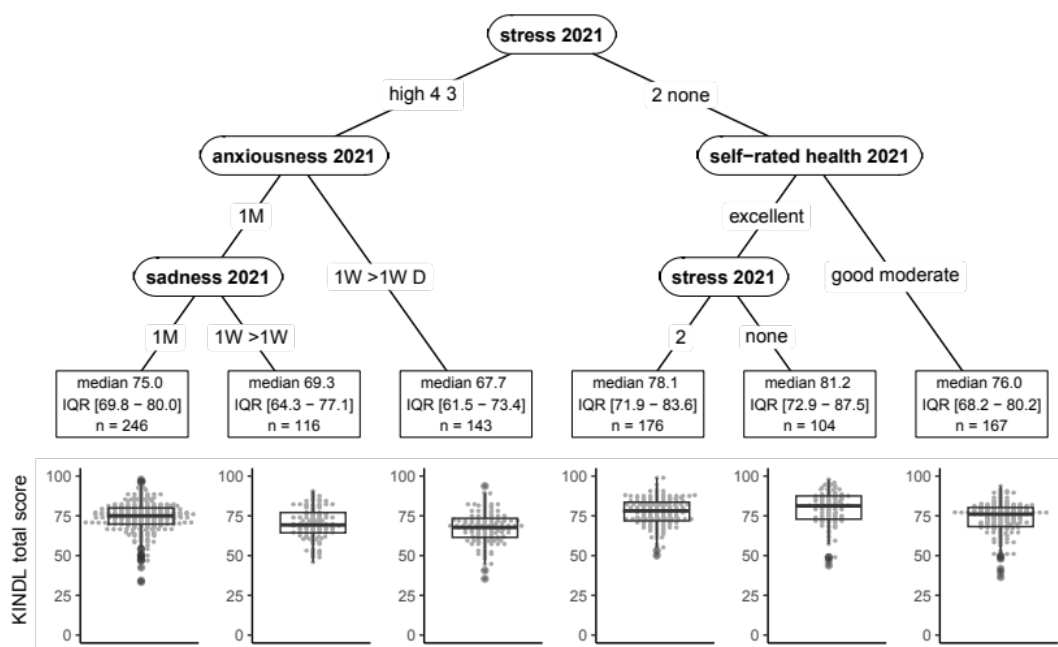 stress 2021
high 4 3
2 none
anxiousness 2021
self−rated health 2021
1M
excellent
sadness 2021
1W >1W D
stress 2021
good moderate
1M
1W >1W
2
none
median 75.0
IQR [69.8 − 80.0]
n = 246
median 69.3
IQR [64.3 − 77.1]
n = 116
median 67.7
IQR [61.5 − 73.4]
n = 143
median 78.1
IQR [71.9 − 83.6]
n = 176
median 81.2
IQR [72.9 − 87.5]
n = 104
median 76.0
IQR [68.2 − 80.2]
n = 167
KINDL total score
100
75
50
25
0
100
75
50
25
0
100
75
50
25
0
100
75
50
25
0
100
75
50
25
0
100
75
50
25
0